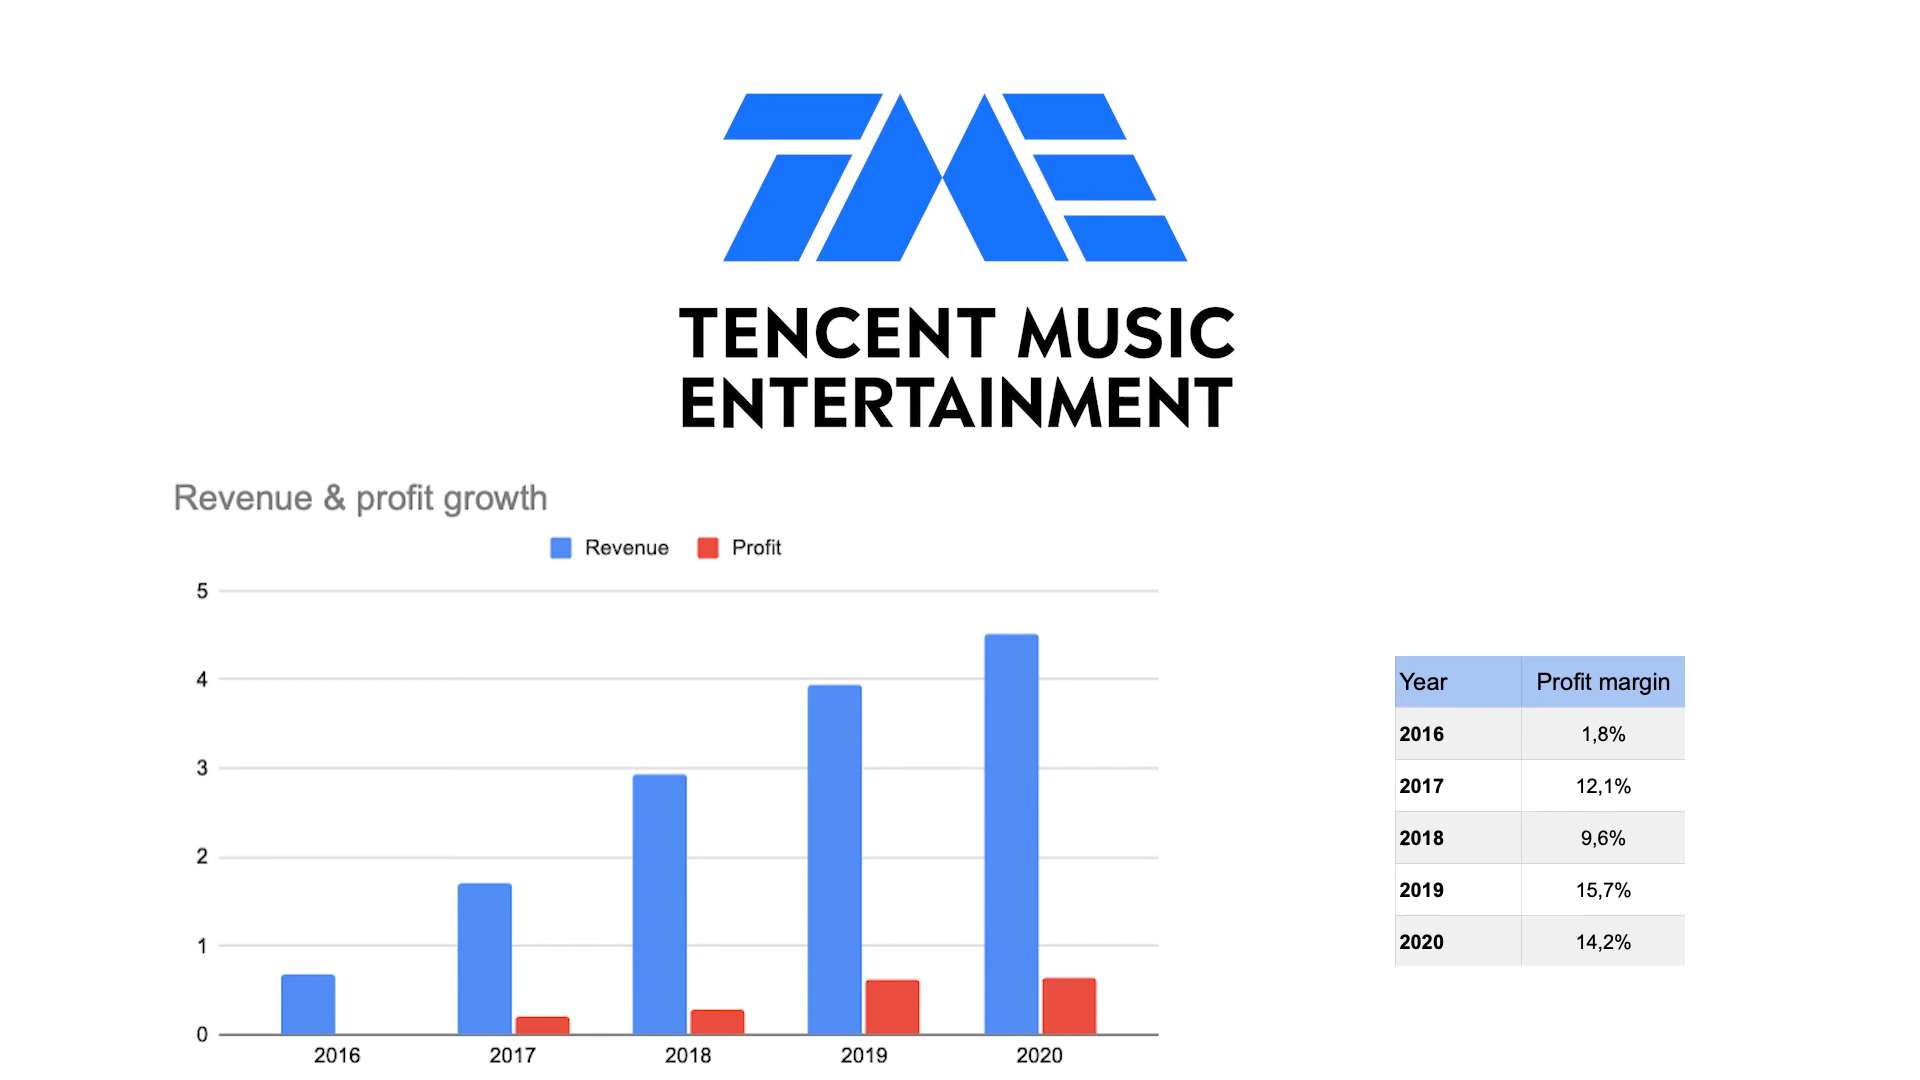 TME
TENCENT MUSIC
ENTERTAINMENT
Revenue & profit growth
Revenue Profit
5
4
3
2
1
0
2016 2017 2018 2019 2020
Year Profit margin
2016 1,8%
2017 12,1%
2018 9,6%
2019 15,7%
2020 14,2%